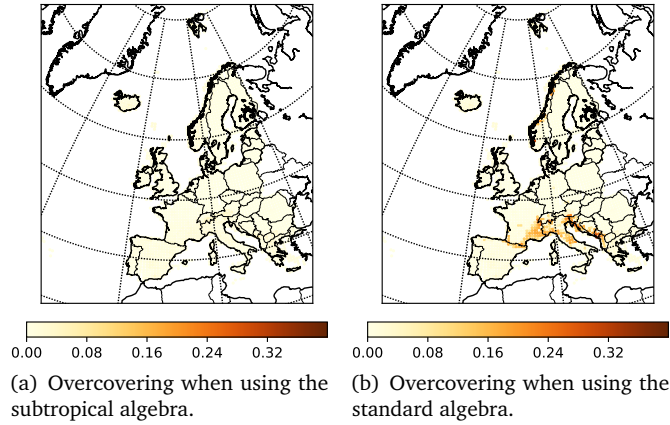 0.00 0.08 0.16 0.24 0.32
0.00 0.08 0.16 0.24 0.32
(a) Overcovering when using the
subtropical algebra.
(b) Overcovering when using the
standard algebra.